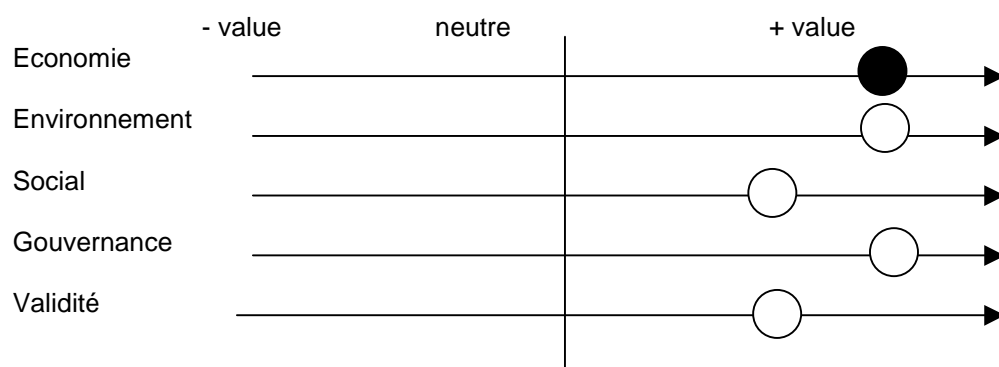 - value neutre + value
Economie
Environnement
Social
Gouvernance
Validité